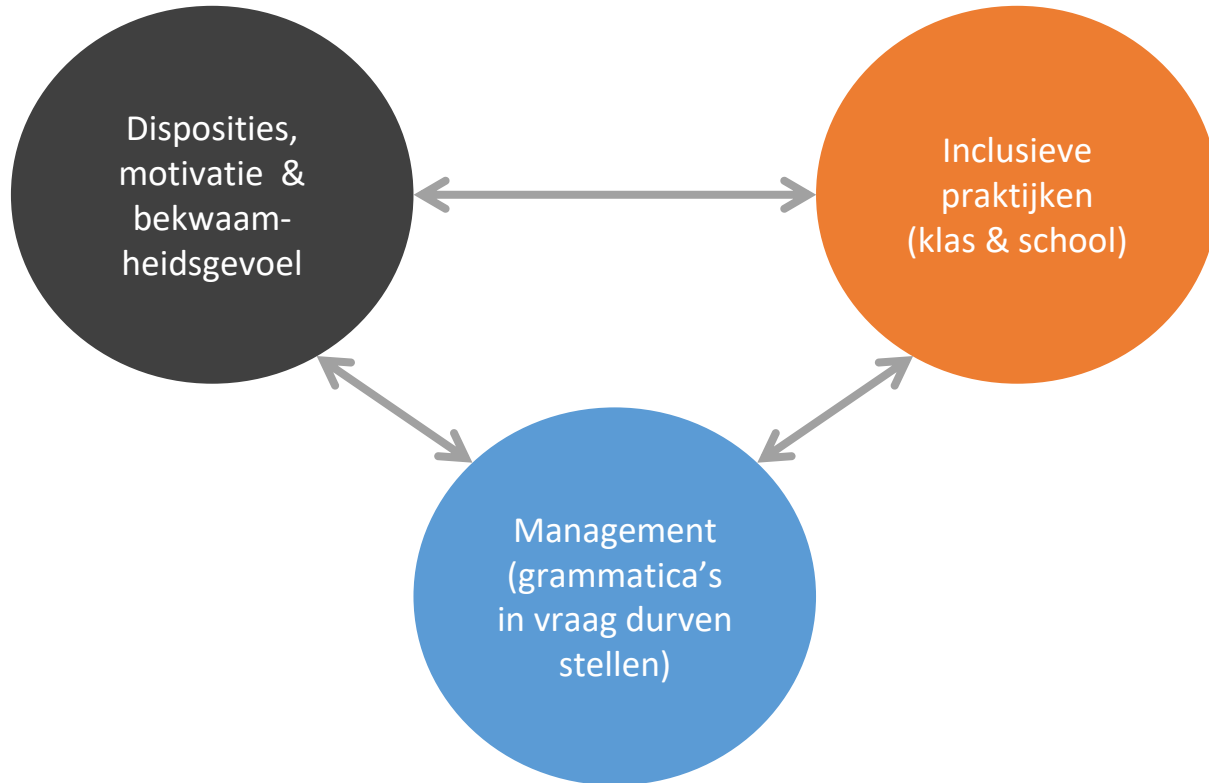 Disposities,
motivatie & 
bekwaam-
heidsgevoel
Inclusieve
praktijken
(klas & school)
Management
(grammatica’s
in vraag durven
stellen)